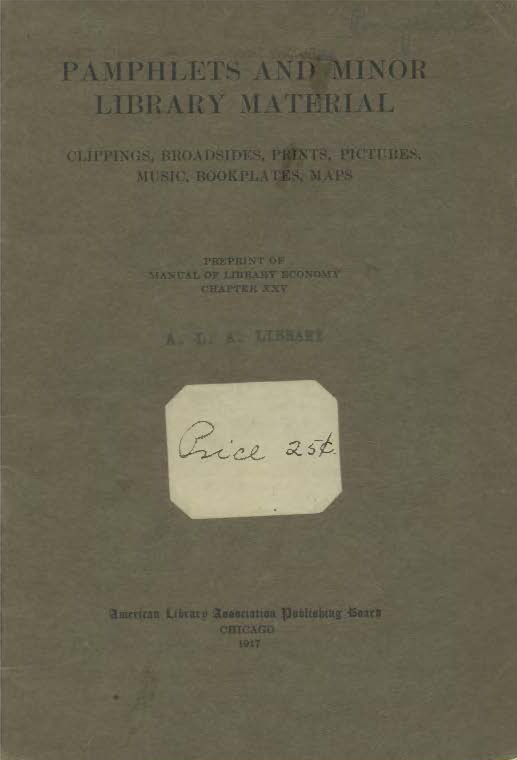 PAMPHLETS AND MINOR
LIBRARY MATERIAL
CLIPPINGS, BROADSIDES, PRINTS, PICTURES,
MUSIC, BOOKPLATES, MAPS
PREPRINT OF
MANUAL OF LIBRARY ECONOMY
CHAPTER XXV
A. L. A. LIBRARY
Price 25¢.
American Library Association Publishing Board
CHICAGO
1917